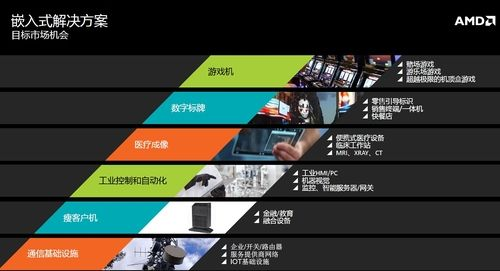 嵌入式解决方案
目标市场机会
AMD
游戏机
赌场游戏
游乐场游戏
超越极限的机顶盒游戏
数字标牌
零售引导标识
销售终端/一体机
快餐店
医疗成像
便携式医疗设备
临床工作站
MRI、XRAY、CT
工业控制和自动化
工业HMI/PC
机器视觉
监控、智能服务器/网关
瘦客户机
金融/教育
融合设备
通信基础设施
企业/开关/路由器
服务提供商网络
IOT基础设施